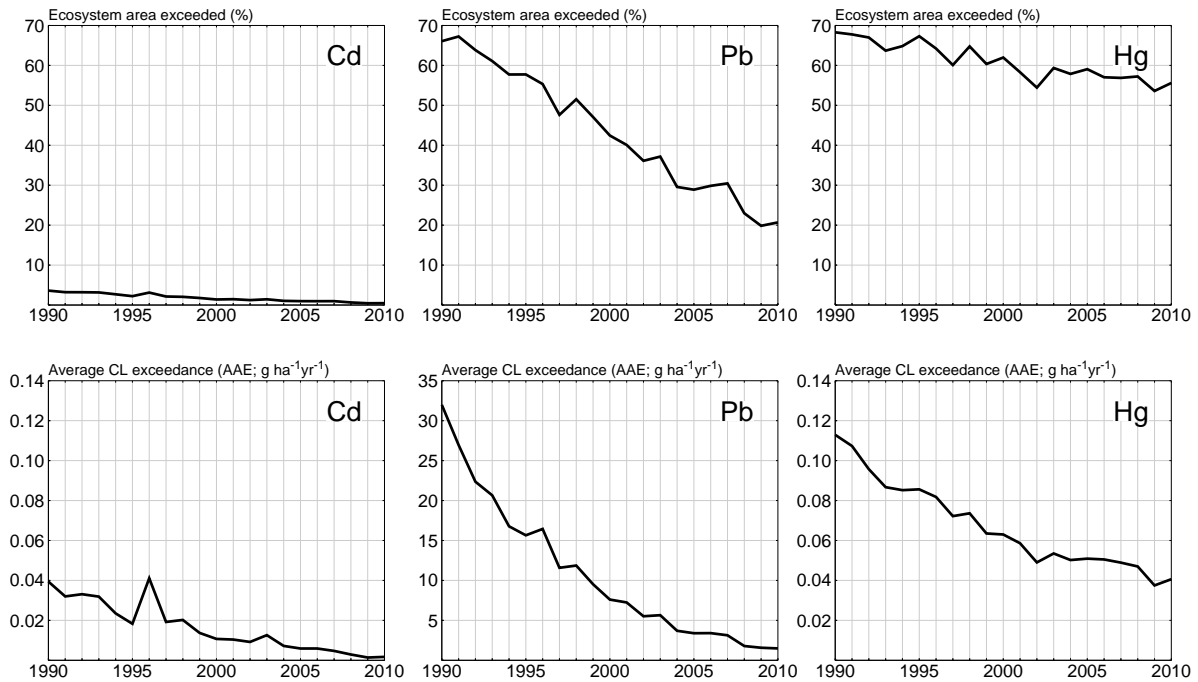 Ecosystem area exceeded (%)
Cd
70
60
50
40
30
20
10
1990 1995 2000 2005 2010
Ecosystem area exceeded (%)
Pb
70
60
50
40
30
20
10
1990 1995 2000 2005 2010
Ecosystem area exceeded (%)
Hg
70
60
50
40
30
20
10
1990 1995 2000 2005 2010
Average CL exceedance (AAE; g ha⁻¹yr⁻¹)
Cd
0.14
0.12
0.10
0.08
0.06
0.04
0.02
1990 1995 2000 2005 2010
Average CL exceedance (AAE; g ha⁻¹yr⁻¹)
Pb
35
30
25
20
15
10
5
1990 1995 2000 2005 2010
Average CL exceedance (AAE; g ha⁻¹yr⁻¹)
Hg
0.14
0.12
0.10
0.08
0.06
0.04
0.02
1990 1995 2000 2005 2010